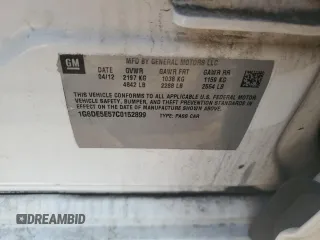 GM
MFD BY GENERAL MOTORS LLC
DATE GVWR GAWR FRT GAWR RR
04/12 2197 KG 1038 KG 1159 KG
4842 LB 2288 LB 2554 LB
THIS VEHICLE CONFORMS TO ALL APPLICABLE U.S. FEDERAL MOTOR
VEHICLE SAFETY, BUMPER, AND THEFT PREVENTION STANDARDS
IN EFFECT ON THE DATE OF MANUFACTURE SHOWN ABOVE.
1G6DE5E57C0152899 TYPE: PASS CAR
DREAMBID